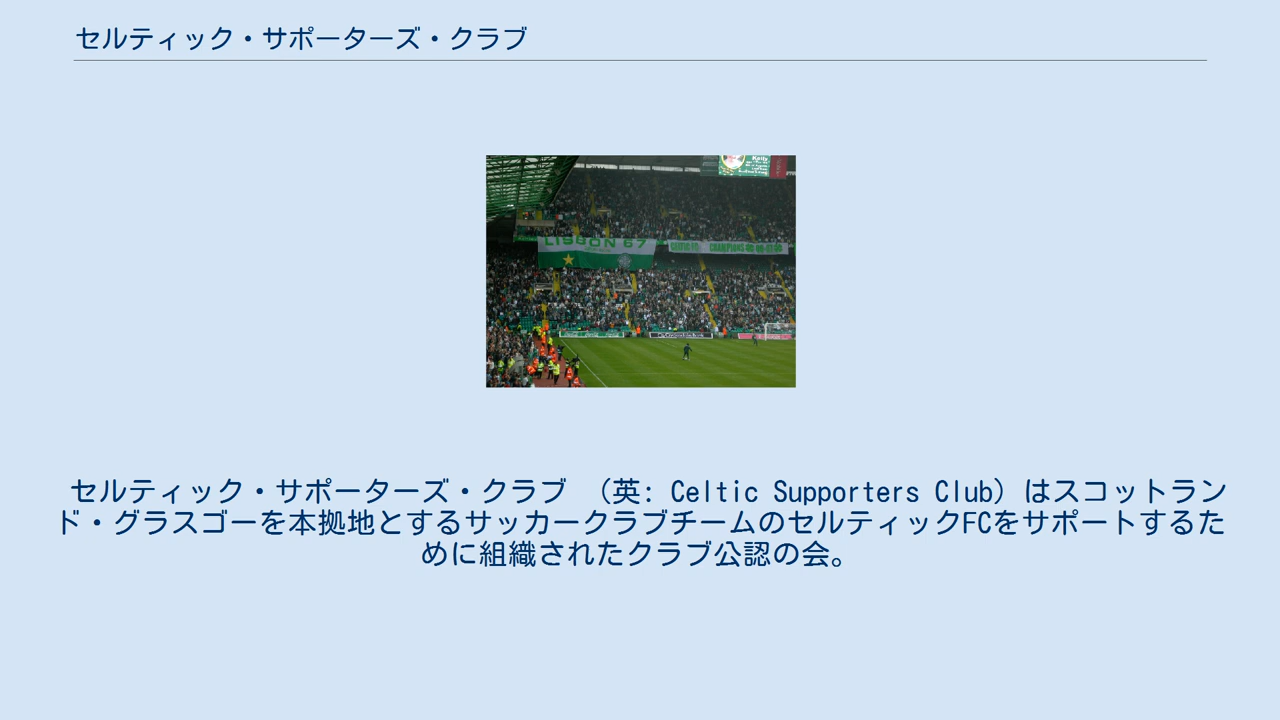 セルティック・サポーターズ・クラブ
LISBON 67
CELTIC FC CHAMPIONS
セルティック・サポーターズ・クラブ （英: Celtic Supporters Club）はスコットラン
ド・グラスゴーを本拠地とするサッカークラブチームのセルティックFCをサポートするた
めに組織されたクラブ公認の会。